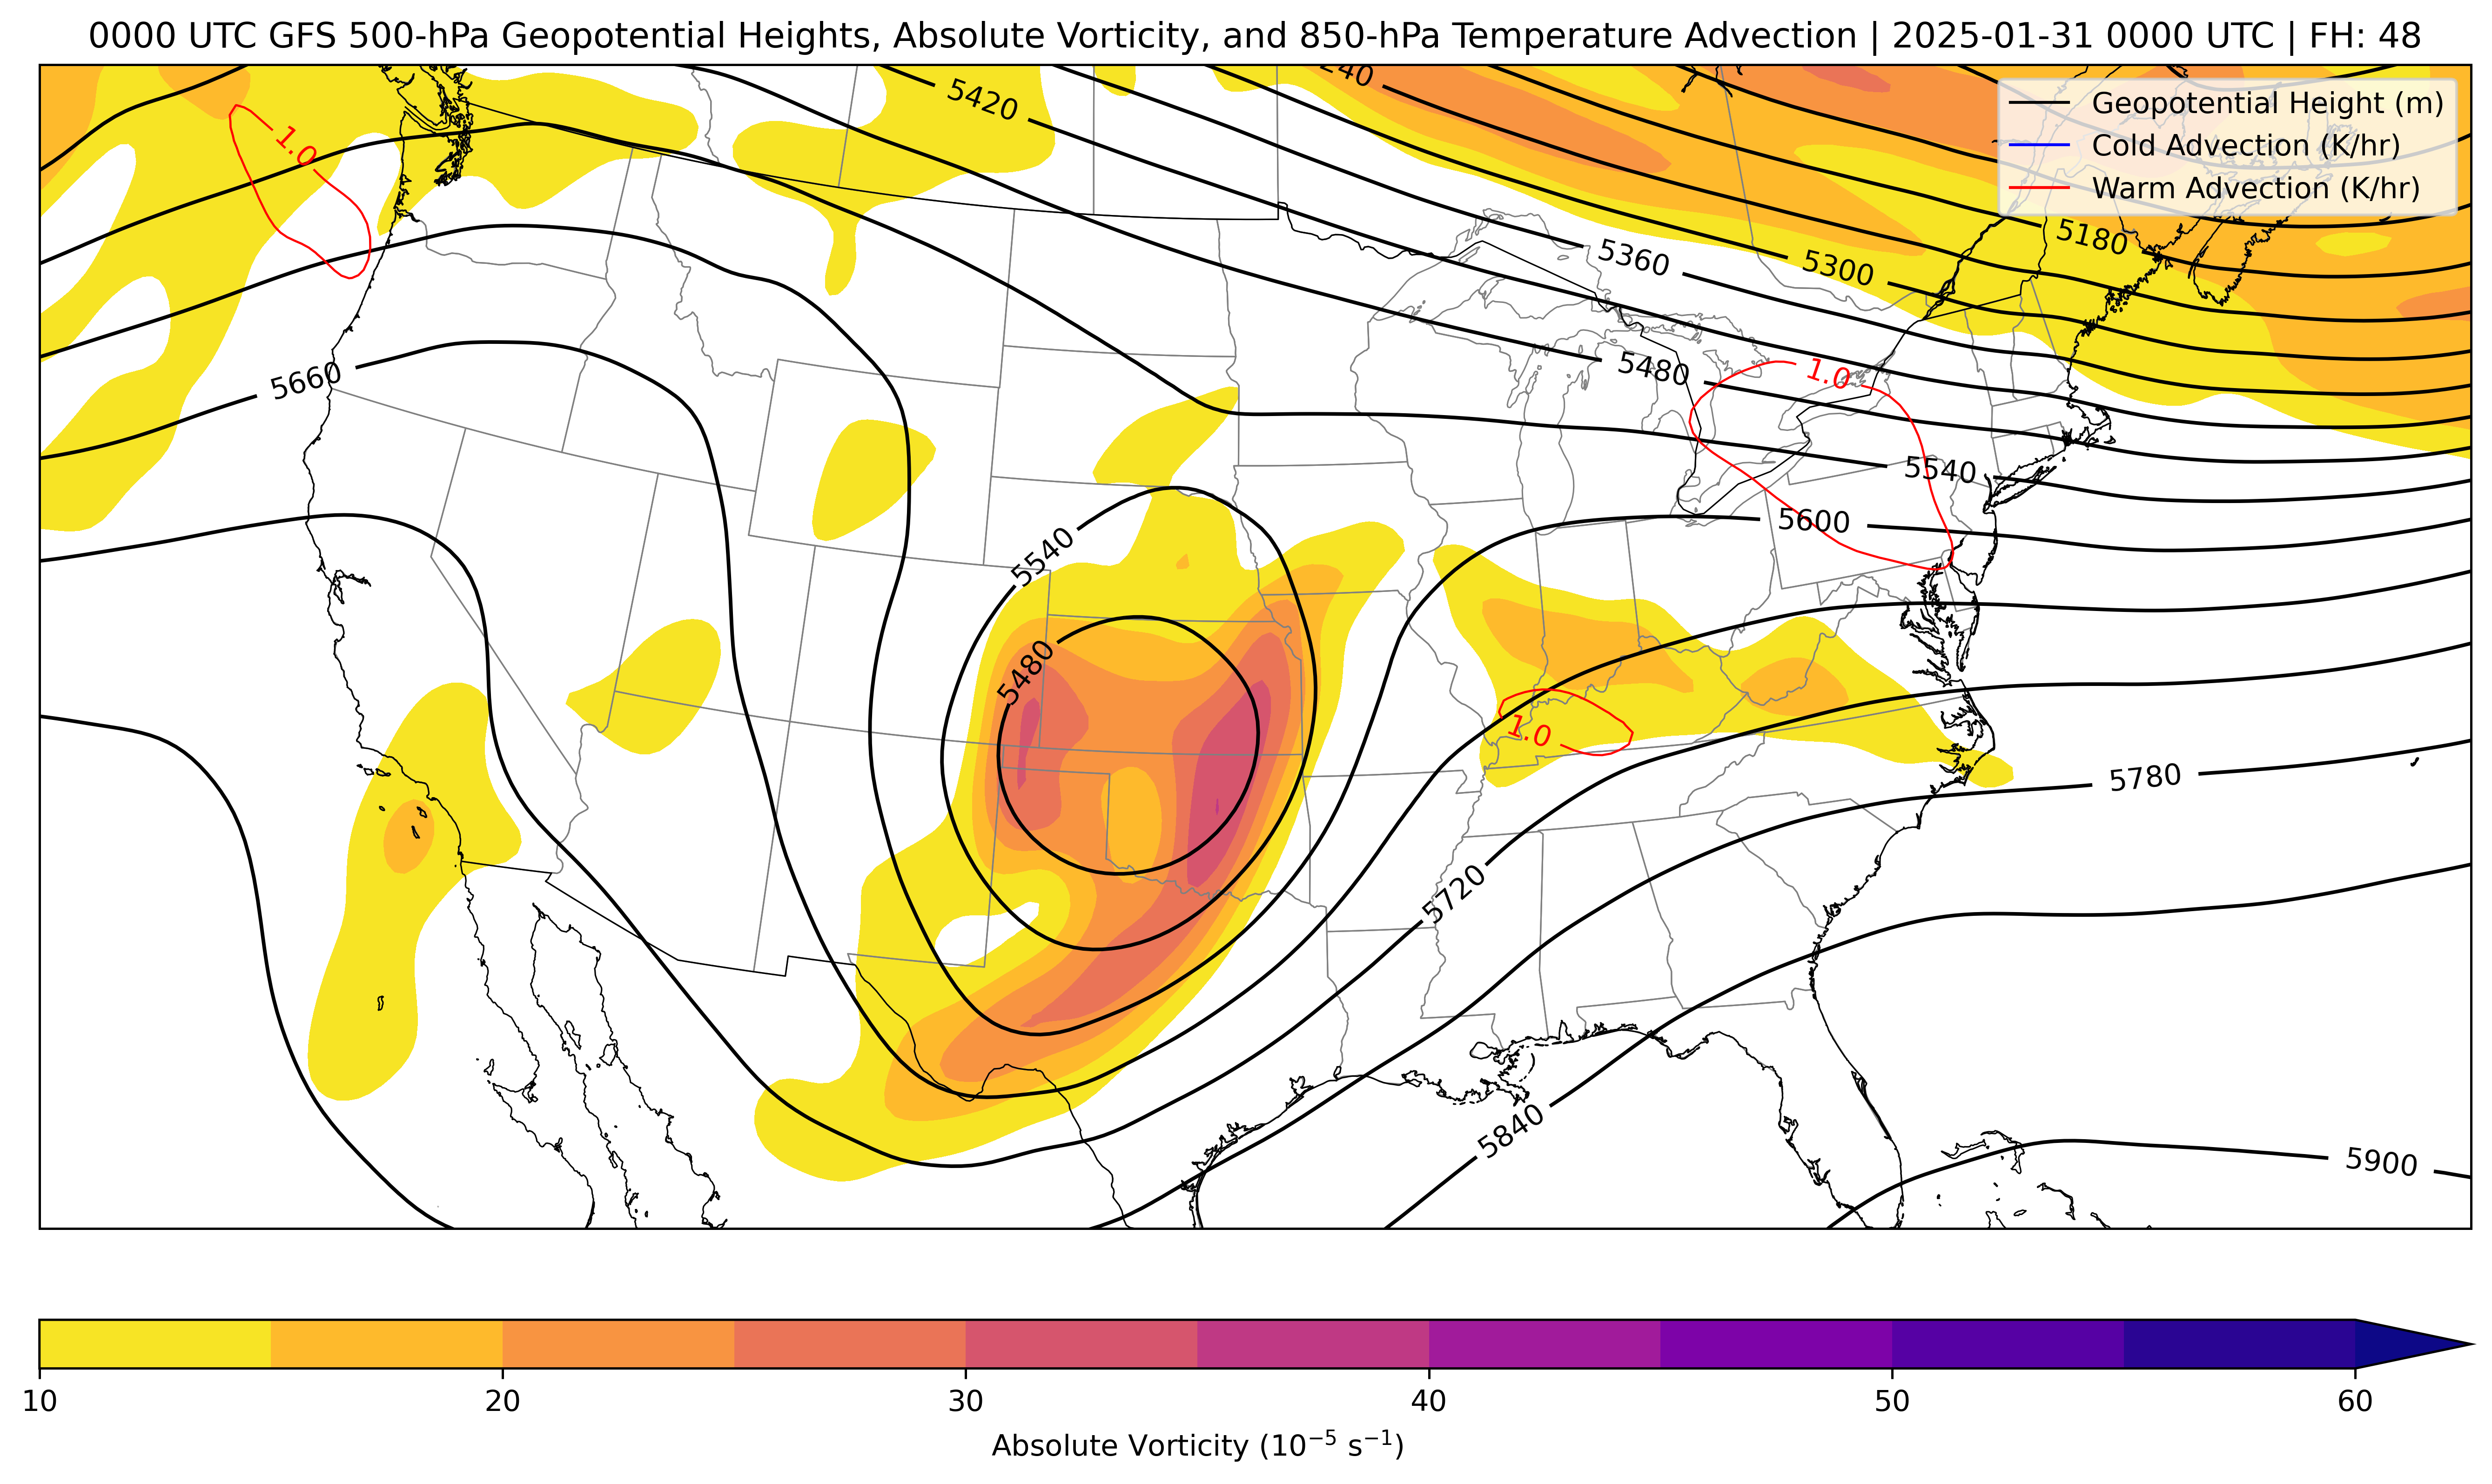 0000 UTC GFS 500-hPa Geopotential Heights, Absolute Vorticity, and 850-hPa Temperature Advection | 2025-01-31 0000 UTC | FH: 48
Geopotential Height (m)
Cold Advection (K/hr)
Warm Advection (K/hr)
5420
1.0
5180
5360
5300
5480
1.0
5660
5540
5600
5540
5480
1.0
5780
5720
5840
5900
10 20 30 40 50 60
Absolute Vorticity (10⁻⁵ s⁻¹)